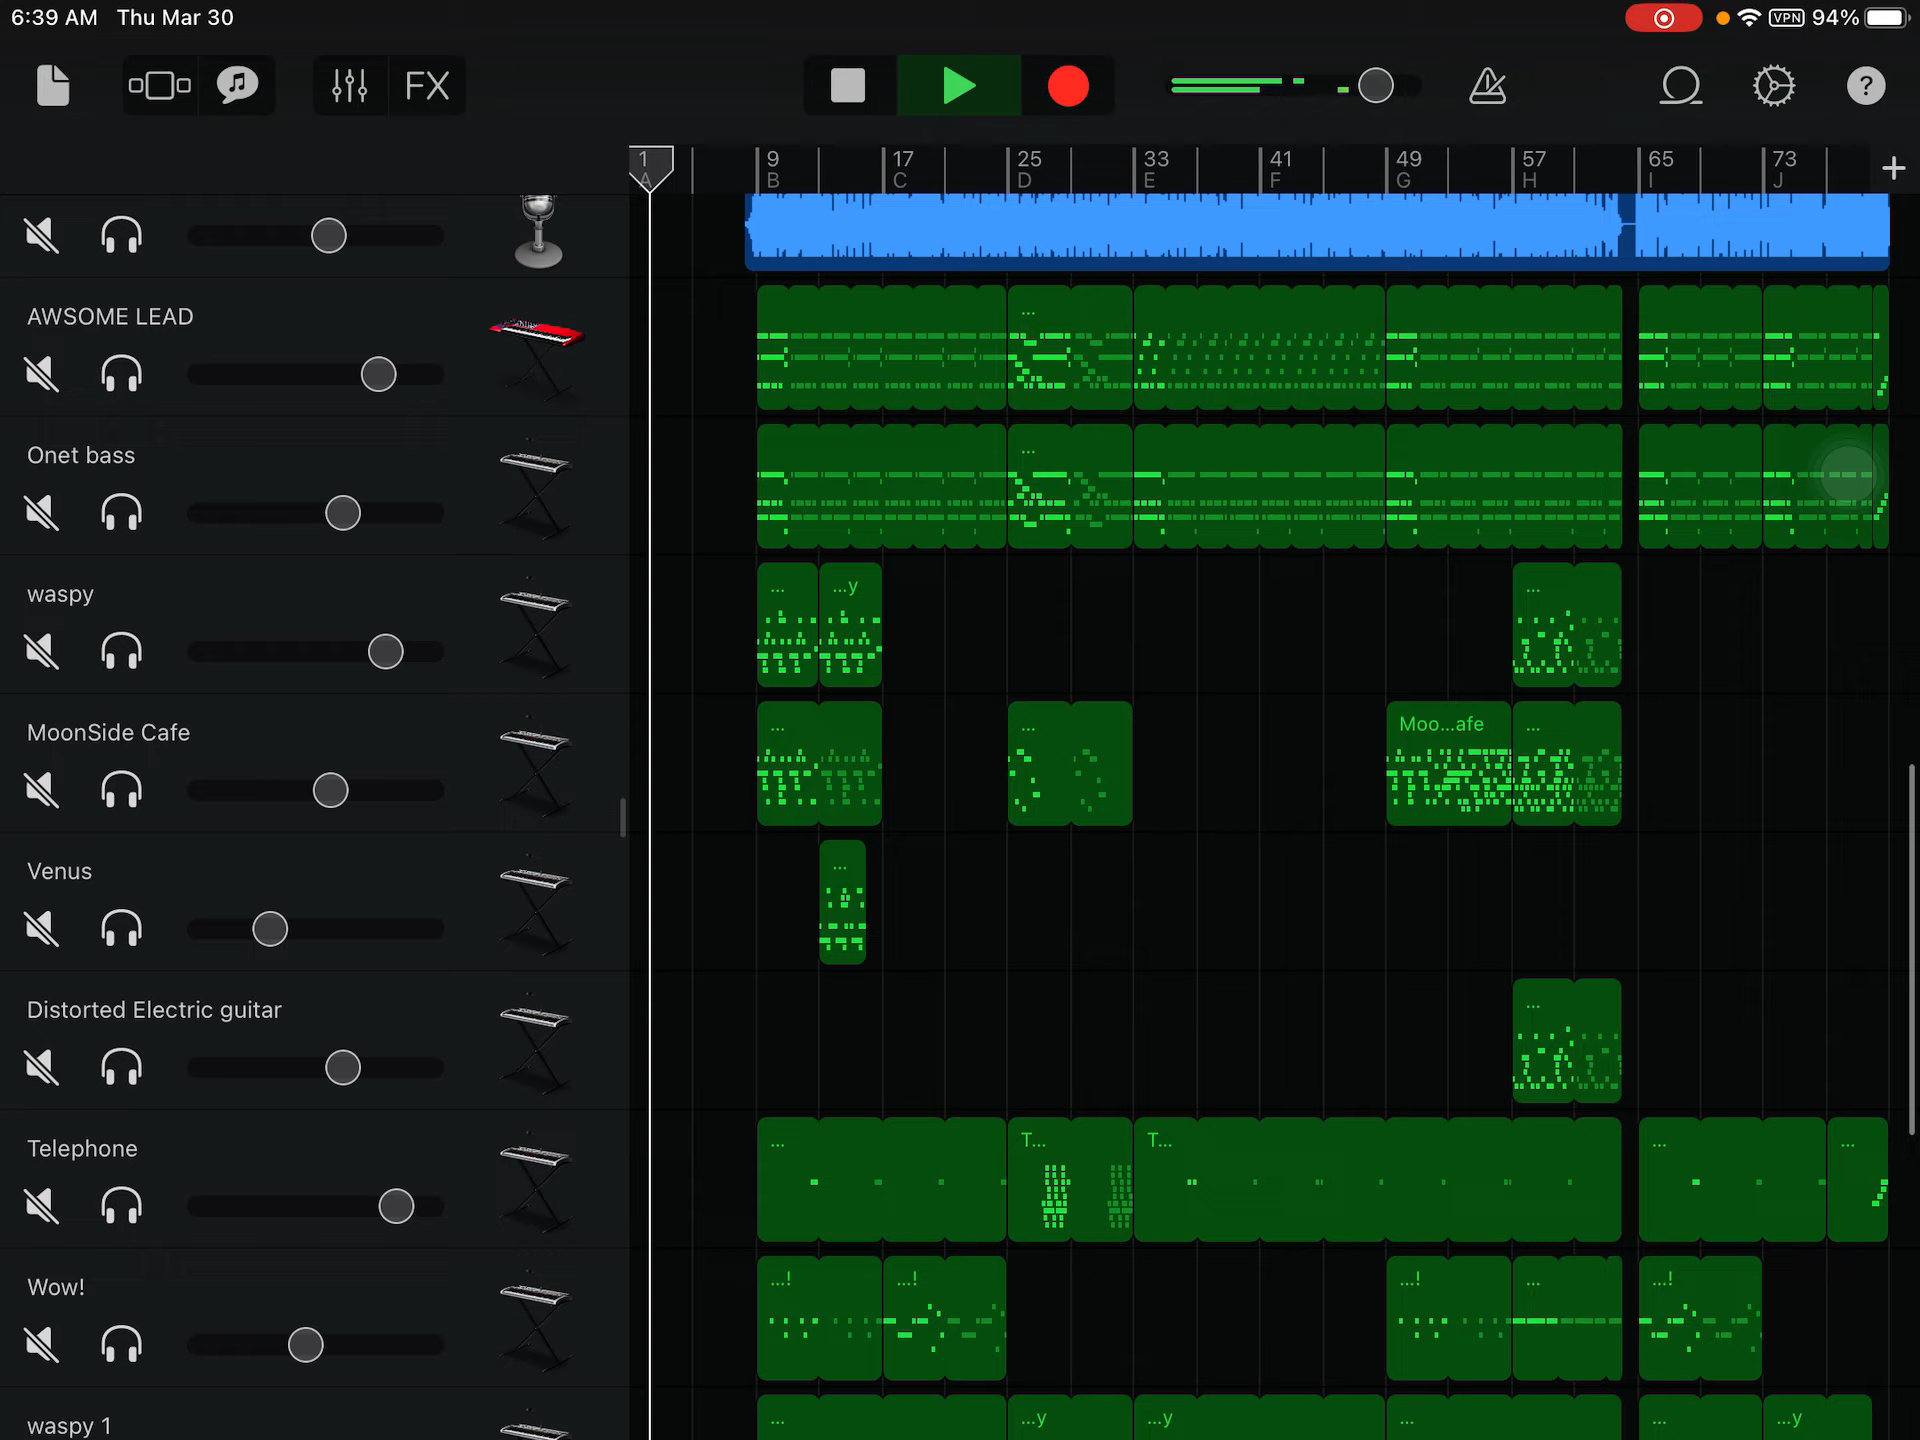 6:39 AM Thu Mar 30
VPN 94%
FX
?
1 9 17 25 33 41 49 57 65 73
A B C D E F G H I J
AWSOME LEAD
...
Onet bass
...
waspy
... ...y ...
MoonSide Cafe
... ... Moo...afe ...
Venus
...
Distorted Electric guitar
...
Telephone
... T... T... ... ...
Wow!
...! ...! ...! ... ...!
waspy 1
... ...y ...y ... ... ...y